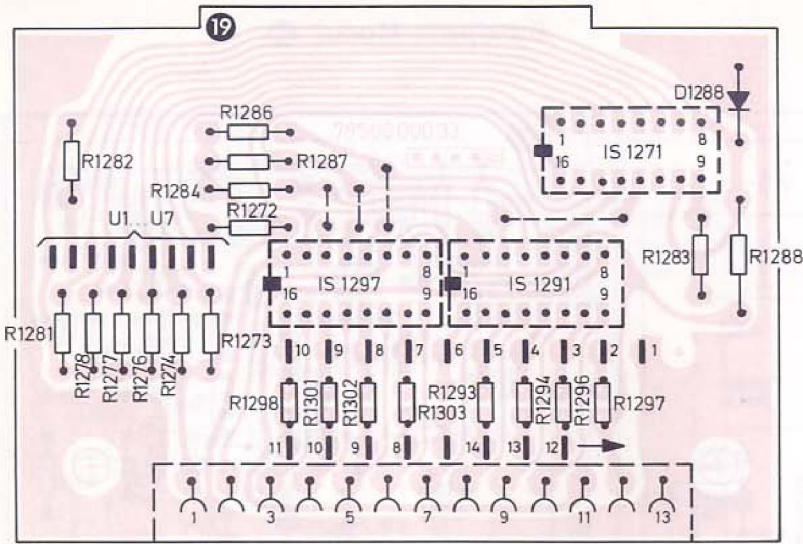 19
D1288
R1286
7950800033
R1282
R1287
1 8
IS 1271
16 9
R1284
R1272
U1...U7
R1283
R1288
1 8
IS 1297
16 9
1 8
IS 1291
16 9
R1281
R1278
R1277
R1276
R1274
R1273
10 9 8 7 6 5 4 3 2 1
R1298
R1301
R1302
R1303
R1293
R1294
R1296
R1297
11 10 9 8 14 13 12
1 3 5 7 9 11 13